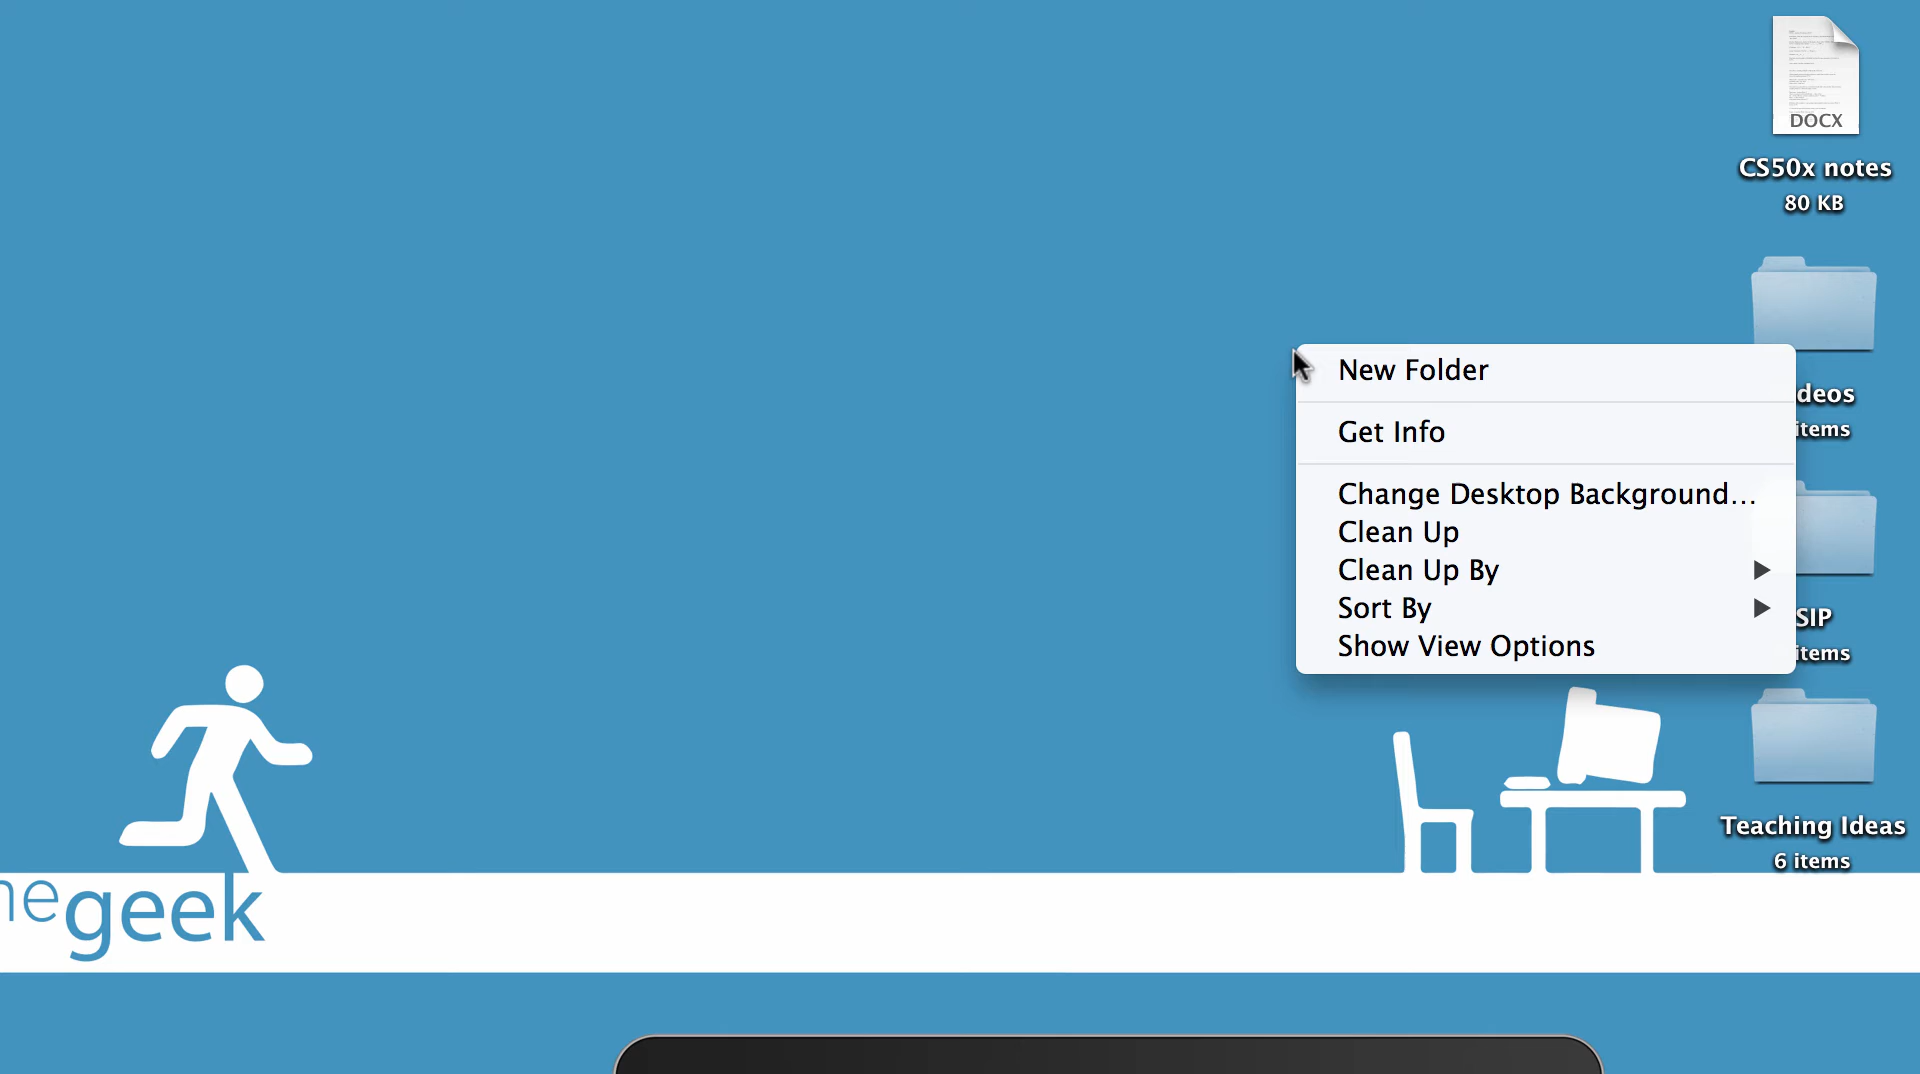 DOCX
CS50x notes
80 KB
New Folder
Get Info
Change Desktop Background...
Clean Up
Clean Up By
Sort By
Show View Options
deos
items
SIP
items
Teaching Ideas
6 items
geek